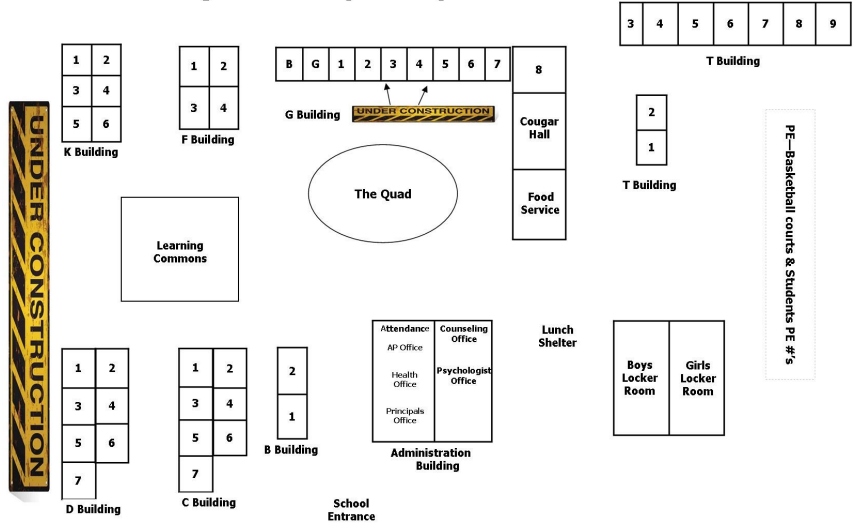 3 4 5 6 7 8 9
T Building
1 2
3 4
5 6
K Building
1 2
3 4
F Building
B G 1 2 3 4 5 6 7
8
G Building
UNDER CONSTRUCTION
Cougar
Hall
Food
Service
2
1
T Building
PE—Basketball courts & Students PE #'s
UNDER CONSTRUCTION
The Quad
Learning
Commons
Attendance
AP Office
Health
Office
Principals
Office
Counseling
Office
Psychologist
Office
Administration
Building
Lunch
Shelter
Boys
Locker
Room
Girls
Locker
Room
1 2
3 4
5 6
7
D Building
1 2
3 4
5 6
7
C Building
2
1
B Building
School
Entrance